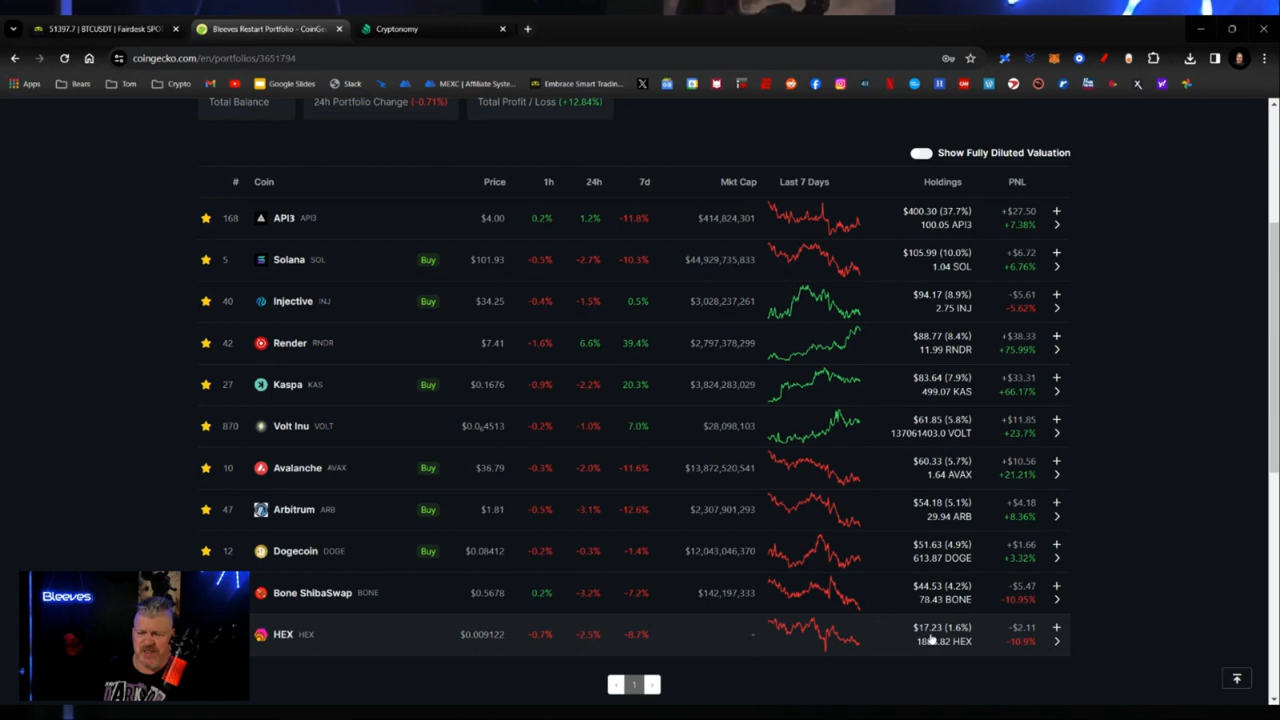 51397.7 | BTCUSDT | Fairdesk SPO
Bleeves Restart Portfolio - CoinGe
Cryptonomy
coingecko.com/en/portfolios/3651794
Apps Bears Tom Crypto Google Slides Slack MEXC | Affiliate Syste... Embrace Smart Tradin...
Total Balance 24h Portfolio Change (-0.71%) Total Profit / Loss (+12.84%)
Show Fully Diluted Valuation
# Coin Price 1h 24h 7d Mkt Cap Last 7 Days Holdings PNL
168 API3 API3 $4.00 0.2% 1.2% -11.8% $414,824,301 $400.30 (37.7%) +$27.50
100.05 API3 +7.38%
5 Solana SOL Buy $101.93 -0.5% -2.7% -10.3% $44,929,735,833 $105.99 (10.0%) +$6.72
1.04 SOL +6.76%
40 Injective INJ Buy $34.25 -0.4% -1.5% 0.5% $3,028,237,261 $94.17 (8.9%) -$5.61
2.75 INJ -5.62%
42 Render RNDR $7.41 -1.6% 6.6% 39.4% $2,797,378,299 $88.77 (8.4%) +$38.33
11.99 RNDR +75.99%
27 Kaspa KAS Buy $0.1676 -0.9% -2.2% 20.3% $3,824,283,029 $83.64 (7.9%) +$33.31
499.07 KAS +66.17%
870 Volt Inu VOLT $0.0₆4513 -0.2% -1.0% 7.0% $28,098,103 $61.85 (5.8%) +$11.85
137061403.0 VOLT +23.7%
10 Avalanche AVAX Buy $36.79 -0.3% -2.0% -11.6% $13,872,520,541 $60.33 (5.7%) +$10.56
1.64 AVAX +21.21%
47 Arbitrum ARB Buy $1.81 -0.5% -3.1% -12.6% $2,307,901,293 $54.18 (5.1%) +$4.18
29.94 ARB +8.36%
12 Dogecoin DOGE Buy $0.08412 -0.2% -0.3% -1.4% $12,043,046,370 $51.63 (4.9%) +$1.66
613.87 DOGE +3.32%
Bone ShibaSwap BONE $0.5678 0.2% -3.2% -7.2% $142,197,333 $44.53 (4.2%) -$5.47
78.43 BONE -10.95%
HEX HEX $0.009122 -0.7% -2.5% -8.7% - $17.23 (1.6%) -$2.11
HEX -10.9%
1
Bleeves